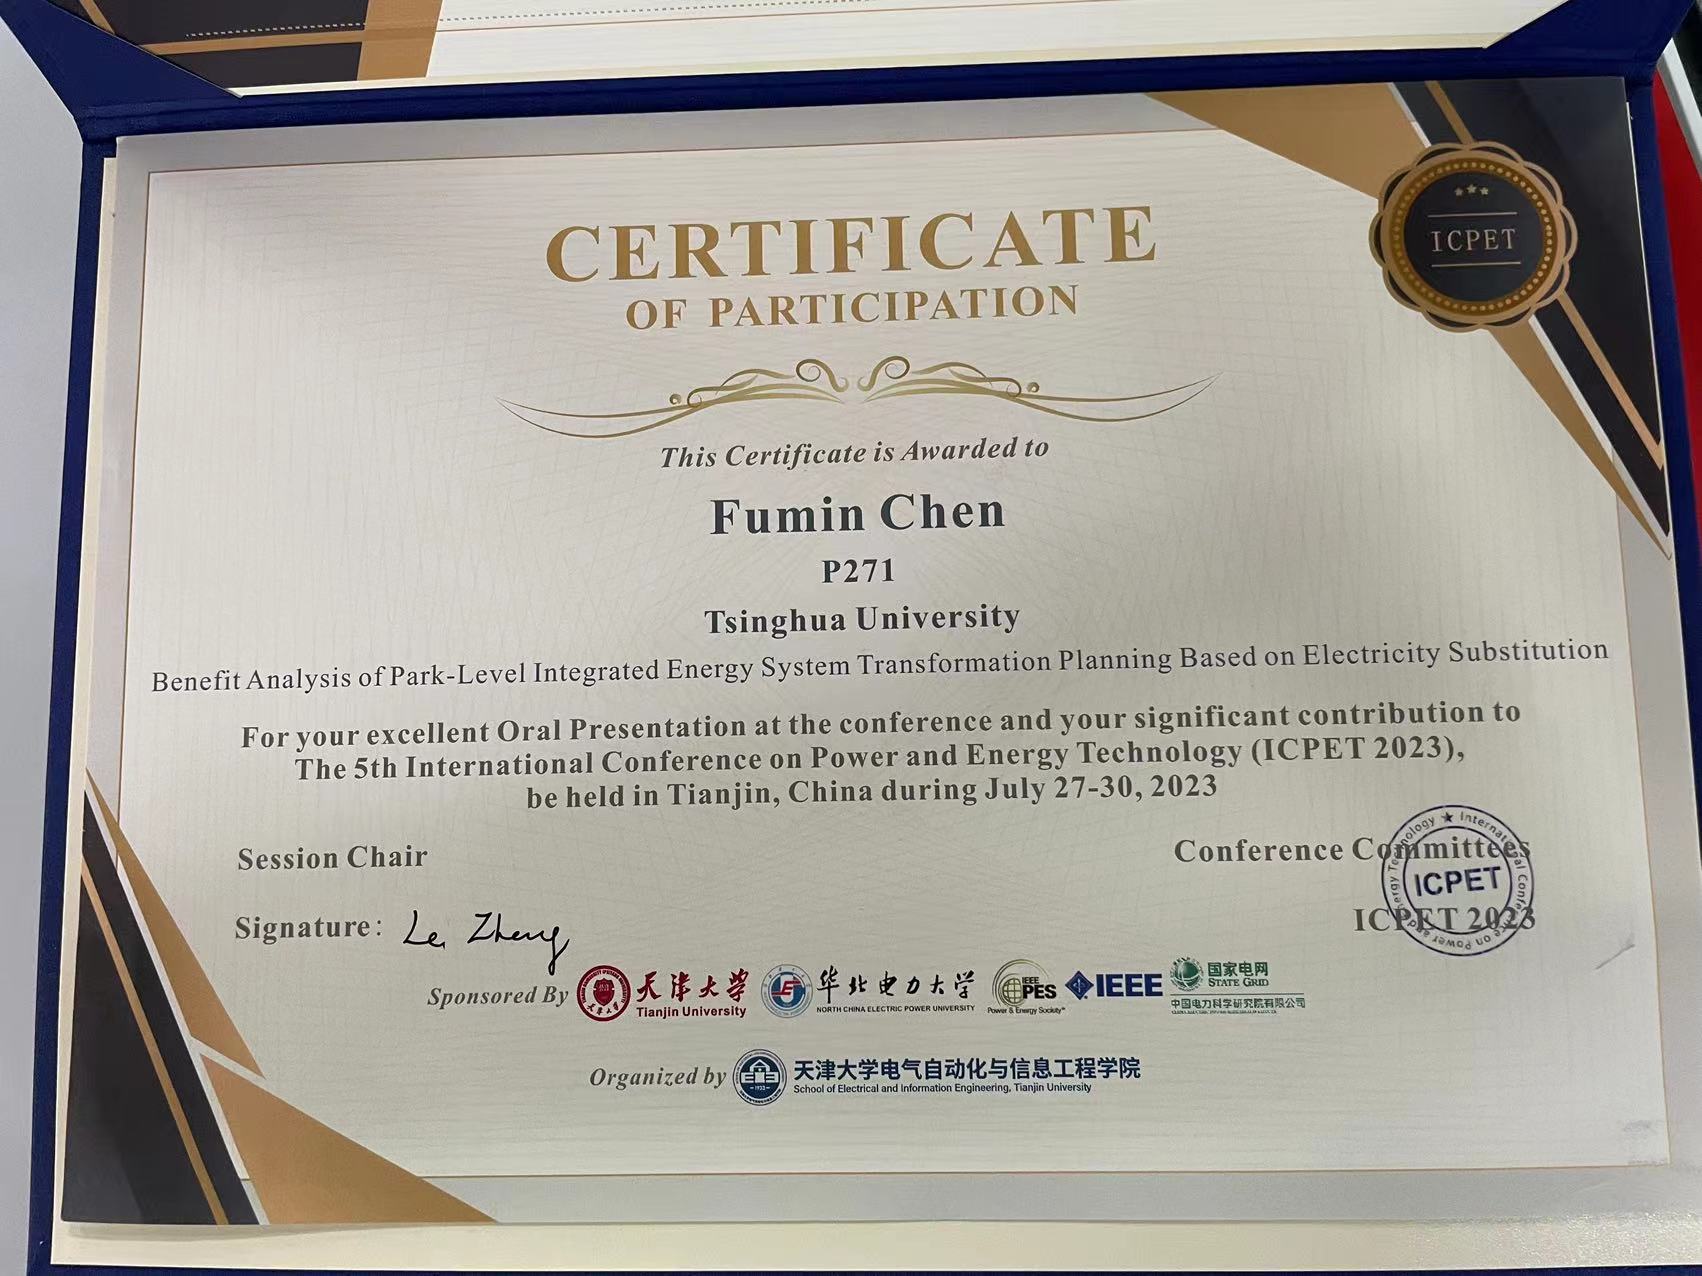 ICPET
CERTIFICATE
OF PARTICIPATION
This Certificate is Awarded to
Fumin Chen
P271
Tsinghua University
Benefit Analysis of Park-Level Integrated Energy System Transformation Planning Based on Electricity Substitution
For your excellent Oral Presentation at the conference and your significant contribution to
The 5th International Conference on Power and Energy Technology (ICPET 2023),
be held in Tianjin, China during July 27-30, 2023
Session Chair
Conference Committees
ICPET
Signature: Le Zheng
ICPET 2023
Sponsored By 天津大学 Tianjin University
华北电力大学
NORTH CHINA ELECTRIC POWER UNIVERSITY
IEEE PES
Power & Energy Society
IEEE
国家电网
STATE GRID
中国电力科学研究院有限公司
Organized by
天津大学电气自动化与信息工程学院
School of Electrical and Information Engineering, Tianjin University